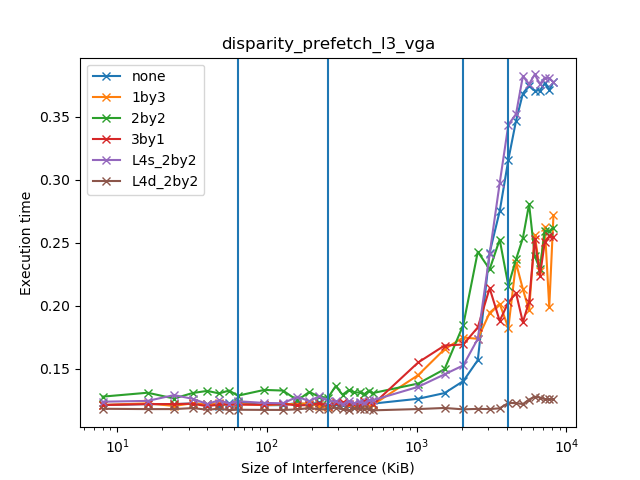 disparity_prefetch_l3_vga
none
1by3
2by2
3by1
L4s_2by2
L4d_2by2
Execution time
0.35
0.30
0.25
0.20
0.15
10¹ 10² 10³ 10⁴
Size of Interference (KiB)